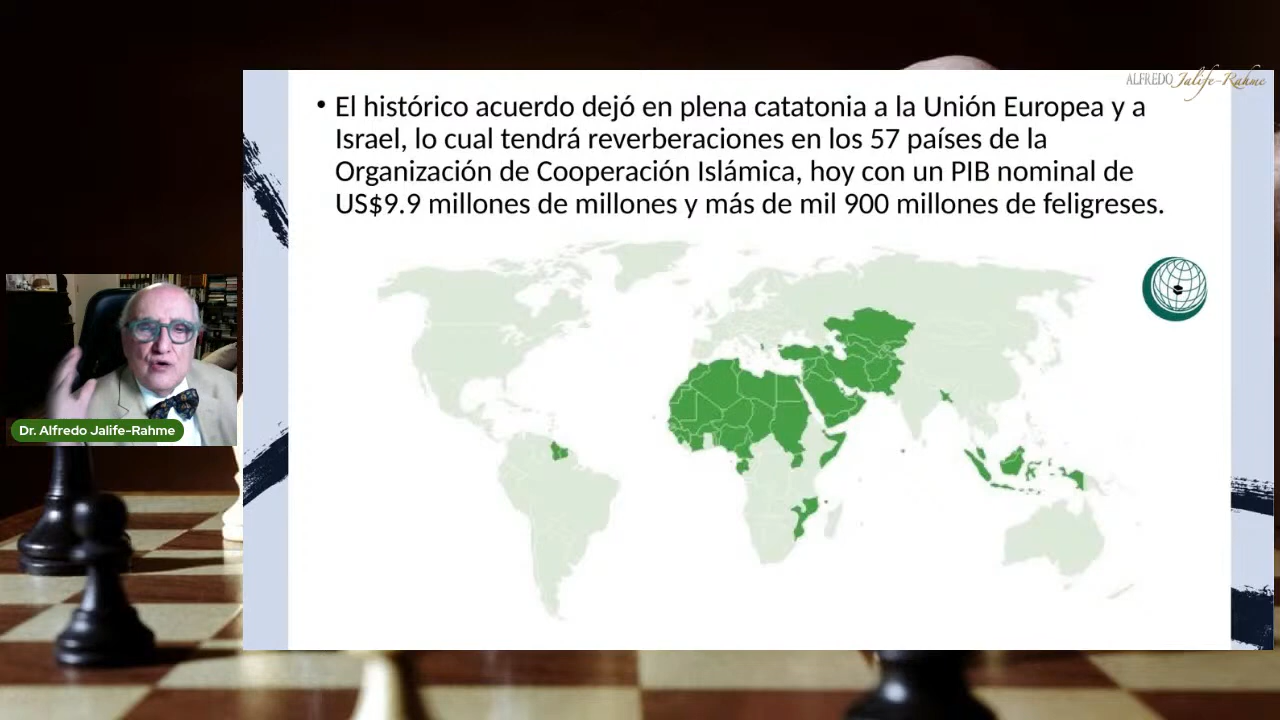 ALFREDO Jalife-Rahme
• El histórico acuerdo dejó en plena catatonia a la Unión Europea y a
Israel, lo cual tendrá reverberaciones en los 57 países de la
Organización de Cooperación Islámica, hoy con un PIB nominal de
US$9.9 millones de millones y más de mil 900 millones de feligreses.
Dr. Alfredo Jalife-Rahme